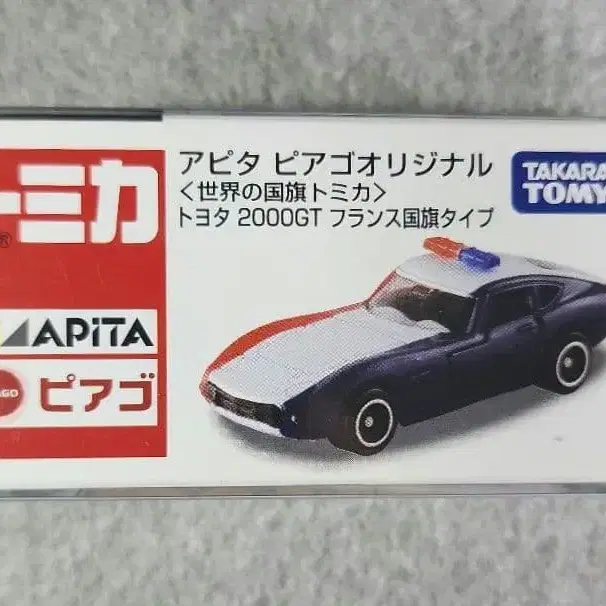 トミカ
®
アピタ ピアゴオリジナル
<世界の国旗トミカ>
トヨタ 2000GT フランス国旗タイプ
TAKARA
TOMY
APiTA
AGO
ピアゴ